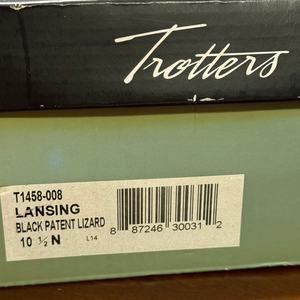 Trotters
T1458-008
LANSING
BLACK PATENT LIZARD
10 ½ N L14
8 87246 30031 2